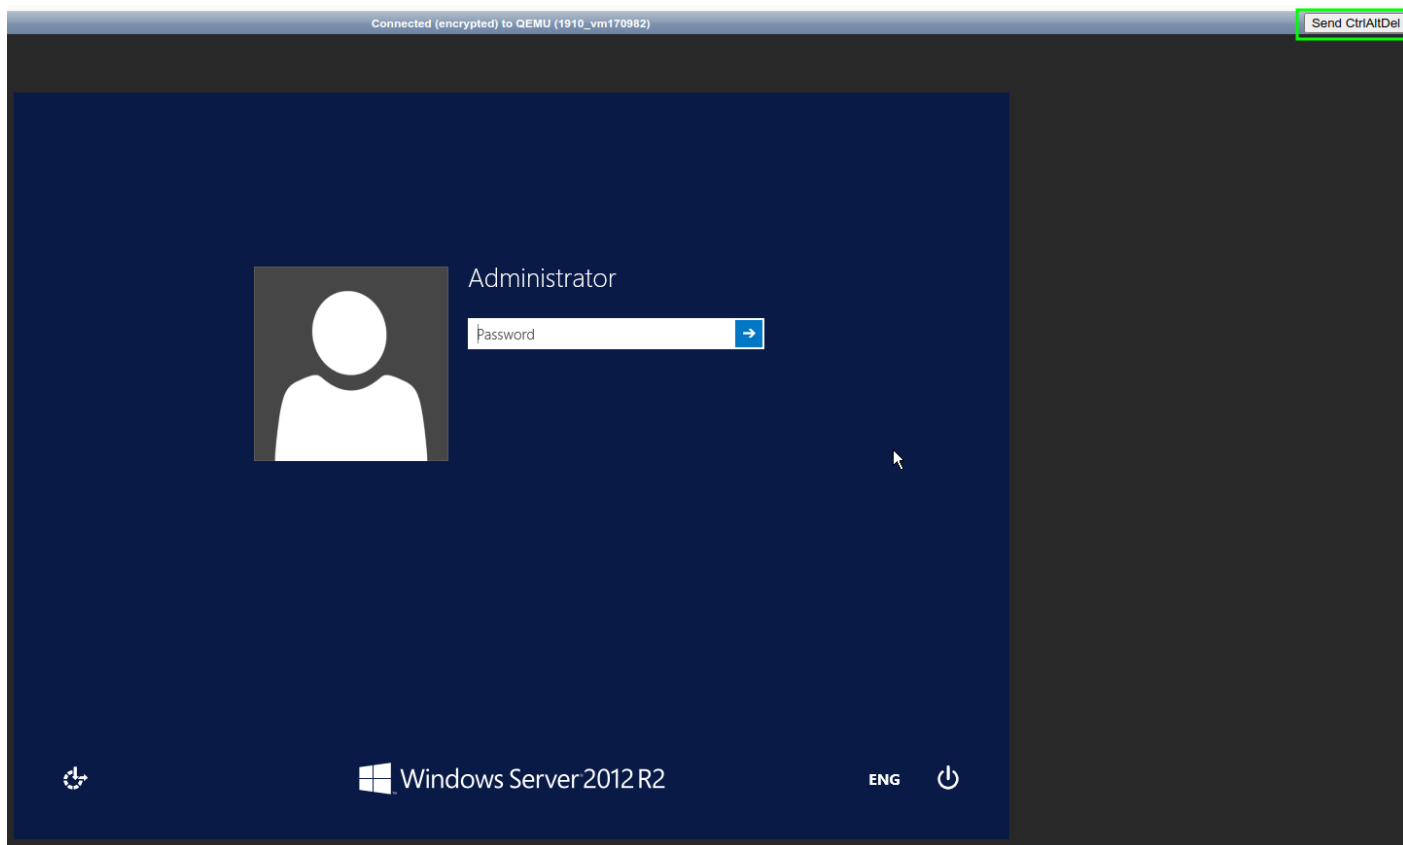 Connected (encrypted) to QEMU (1910_vm170982)
Send CtrlAltDel
Administrator
Password
Windows Server 2012 R2
ENG